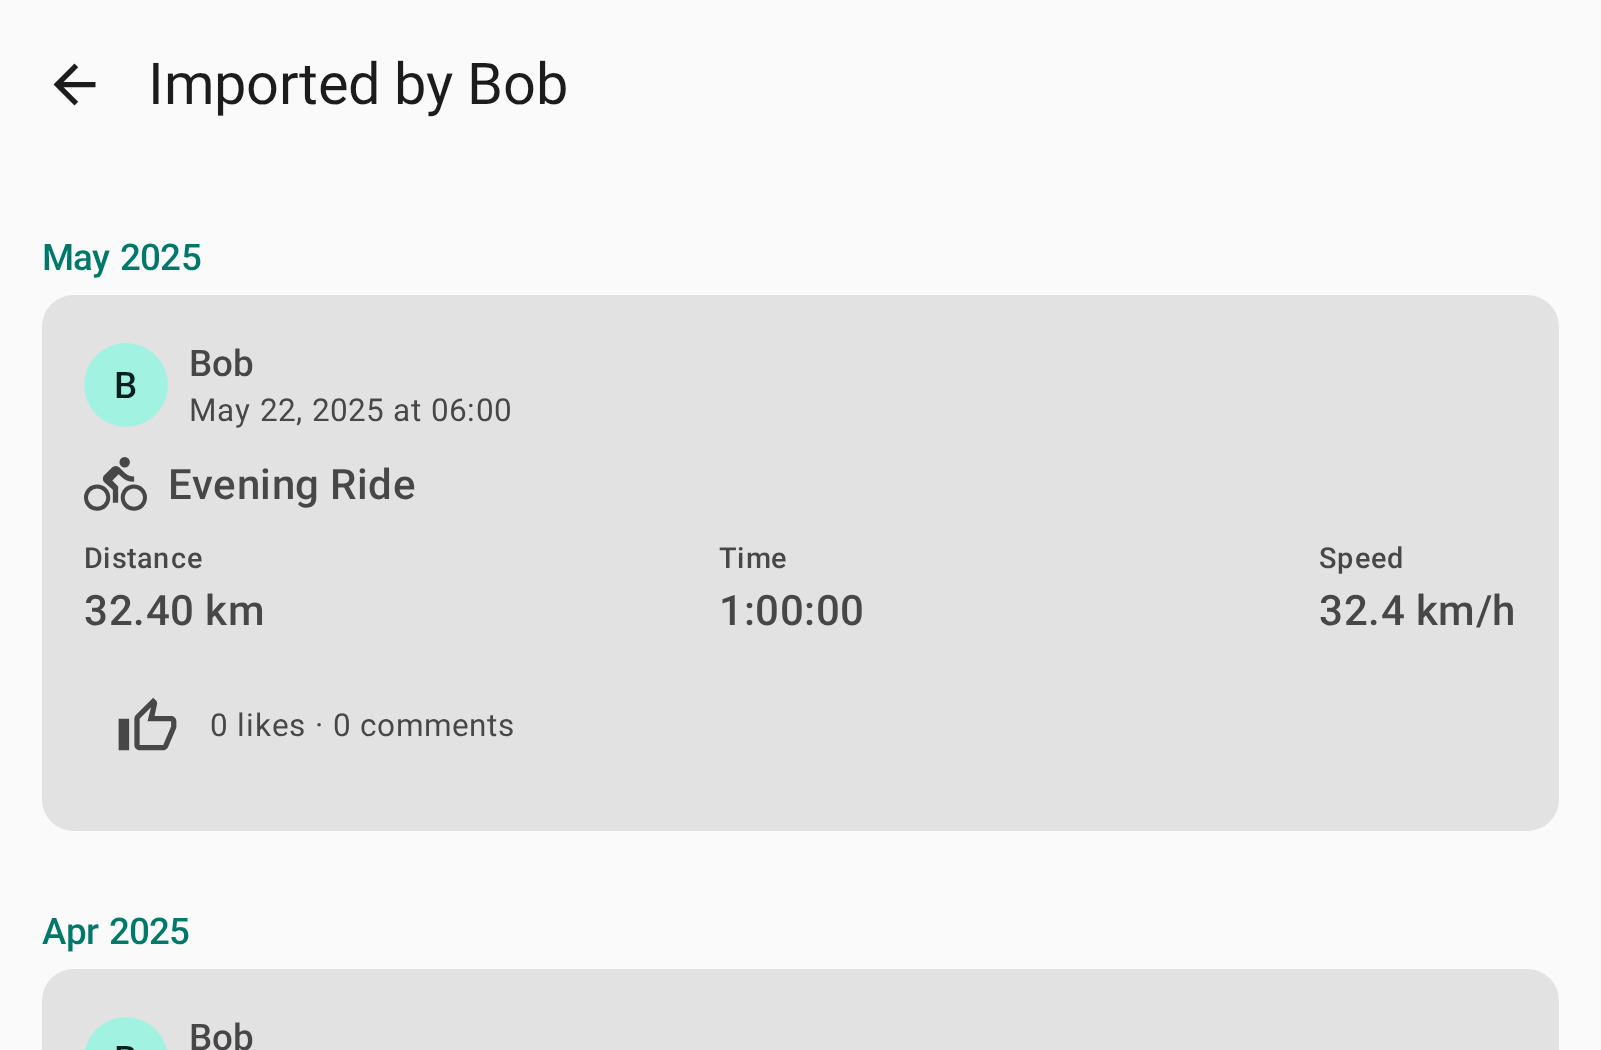 Imported by Bob
May 2025
B
Bob
May 22, 2025 at 06:00
Evening Ride
Distance Time Speed
32.40 km 1:00:00 32.4 km/h
0 likes · 0 comments
Apr 2025
Bob